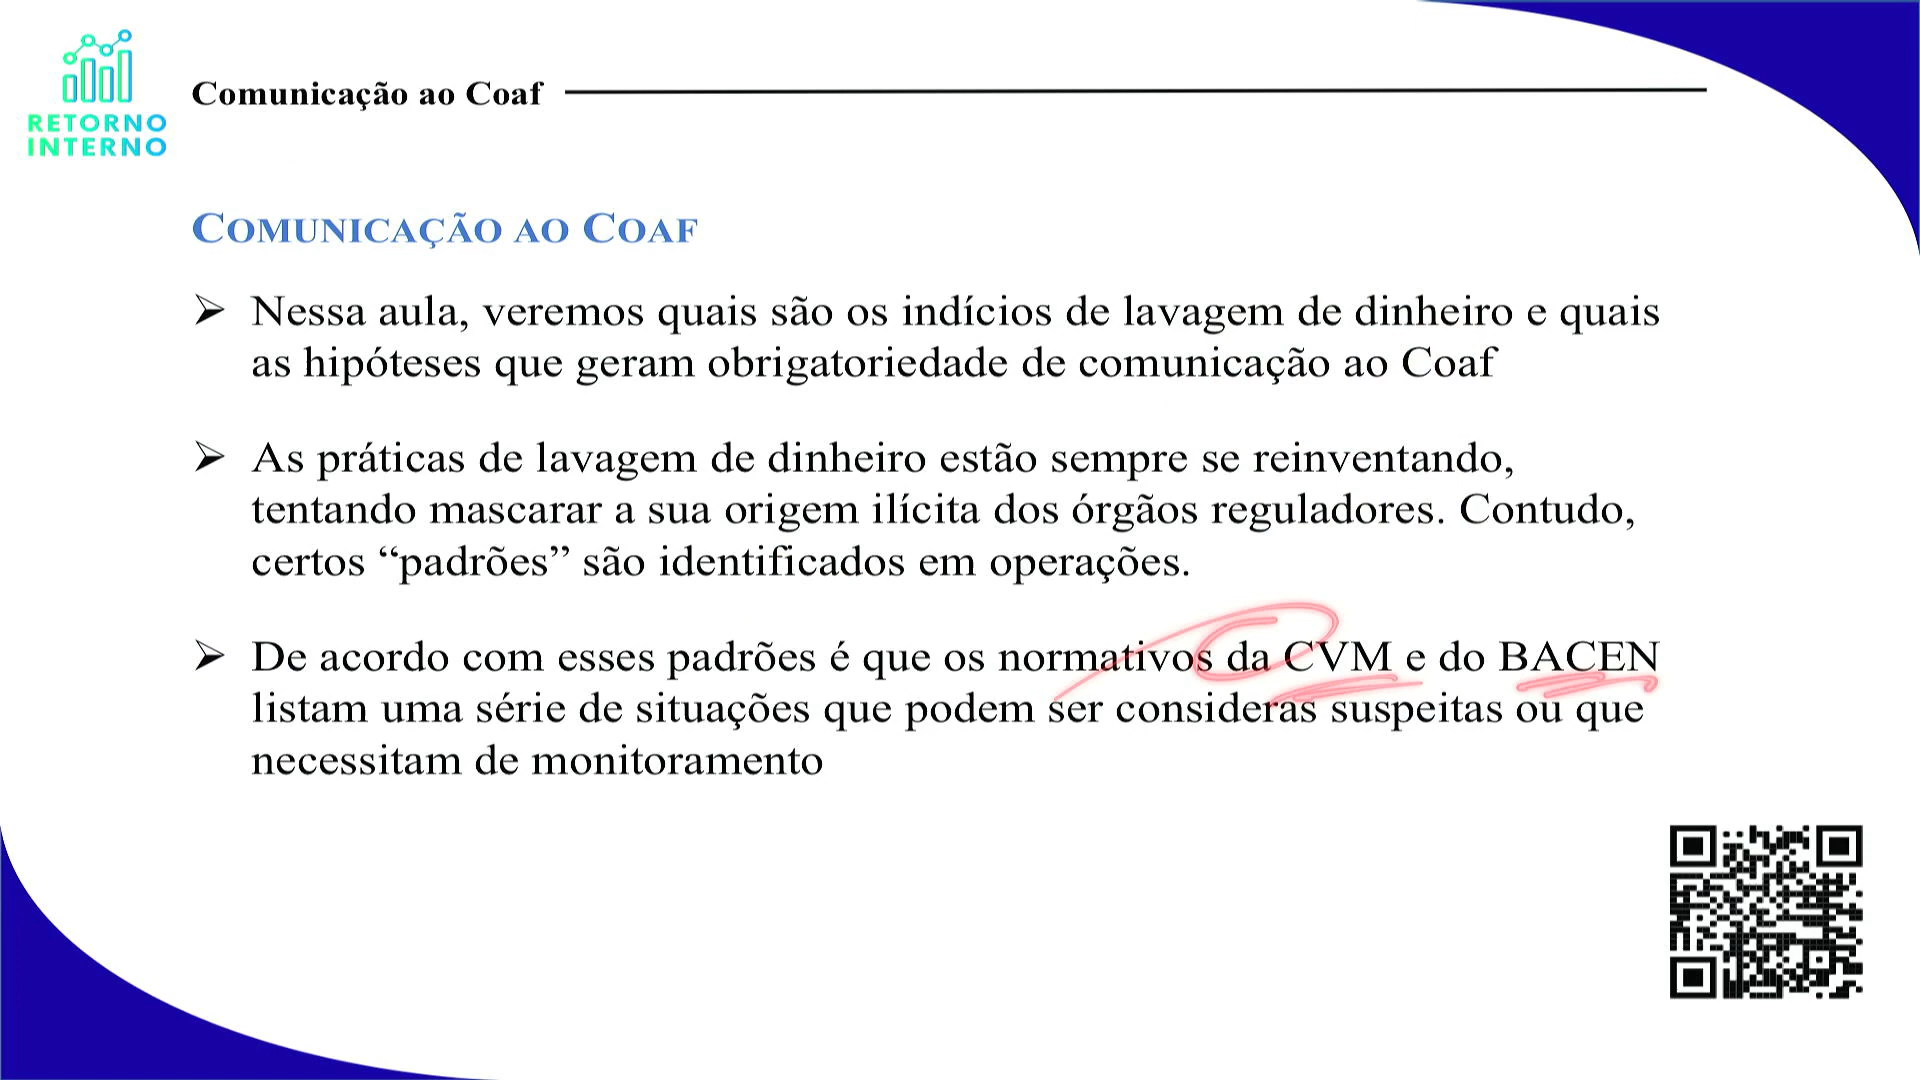 RETORNO
INTERNO
Comunicação ao Coaf
COMUNICAÇÃO AO COAF
➢ Nessa aula, veremos quais são os indícios de lavagem de dinheiro e quais
as hipóteses que geram obrigatoriedade de comunicação ao Coaf
➢ As práticas de lavagem de dinheiro estão sempre se reinventando,
tentando mascarar a sua origem ilícita dos órgãos reguladores. Contudo,
certos “padrões” são identificados em operações.
➢ De acordo com esses padrões é que os normativos da CVM e do BACEN
listam uma série de situações que podem ser consideras suspeitas ou que
necessitam de monitoramento